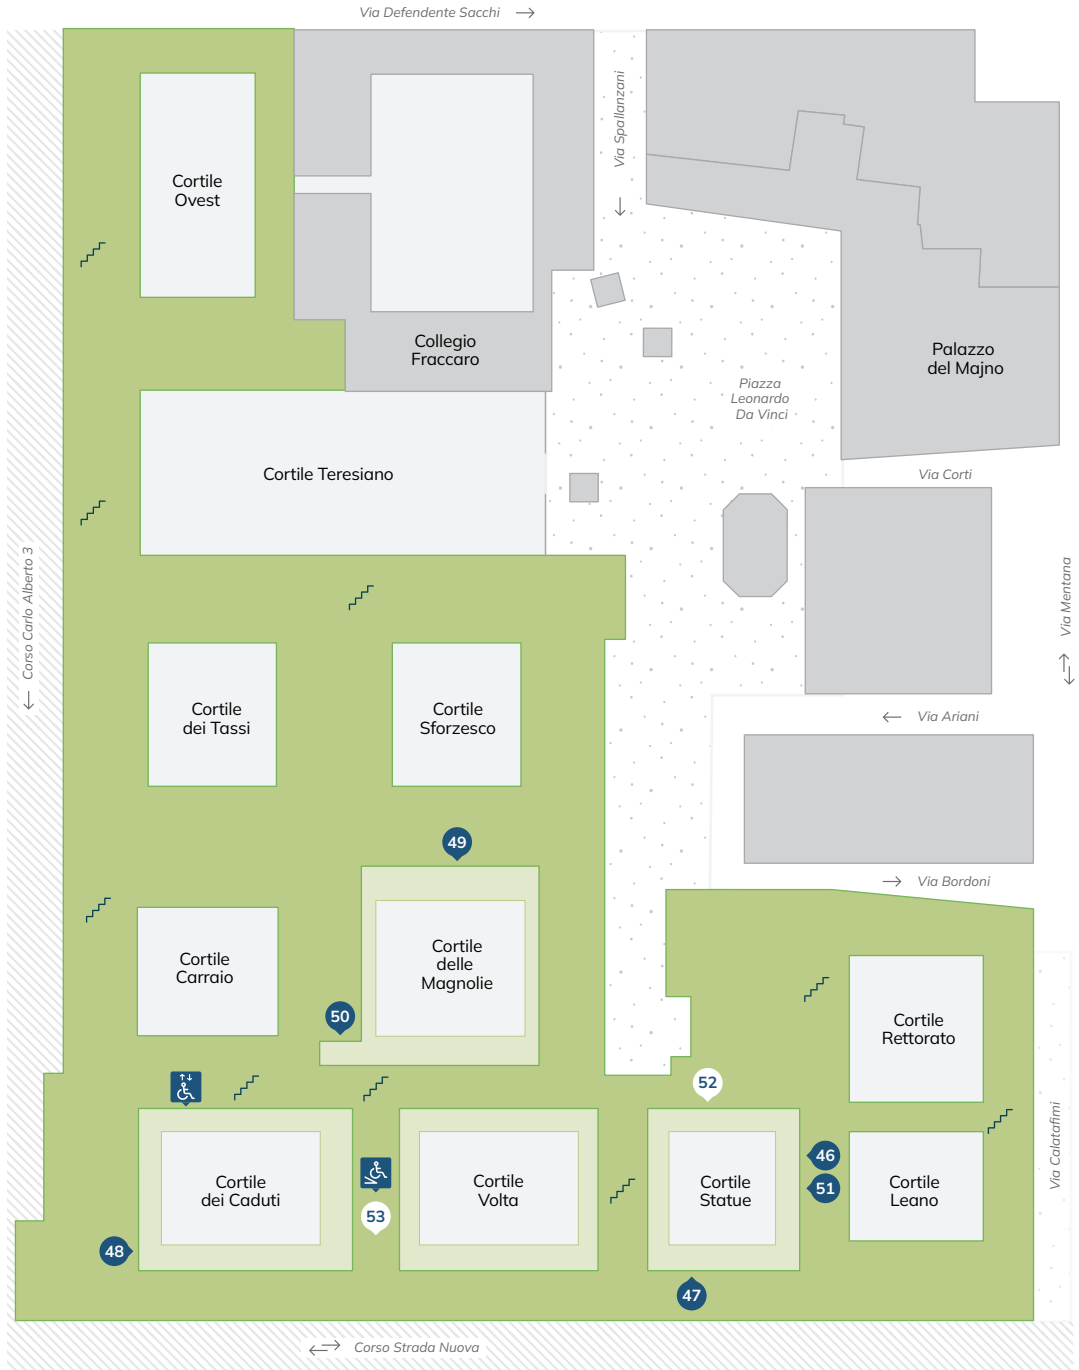 Via Defendente Sacchi
Via Spallanzani
Cortile
Ovest
Collegio
Fraccaro
Palazzo
del Majno
Piazza
Leonardo
Da Vinci
Cortile Teresiano
Via Corti
Corso Carlo Alberto 3
Via Mentana
Cortile
dei Tassi
Cortile
Sforzesco
Via Ariani
49
Via Bordoni
Cortile
Carraio
Cortile
delle
Magnolie
50
Cortile
Rettorato
52
Via Calatafimi
46
51
Cortile
dei Caduti
Cortile
Volta
Cortile
Statue
Cortile
Leano
53
48
47
Corso Strada Nuova